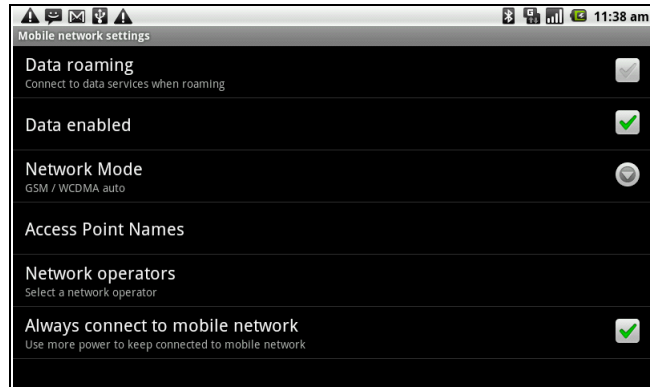 11:38 am
Mobile network settings
Data roaming
Connect to data services when roaming
Data enabled
Network Mode
GSM / WCDMA auto
Access Point Names
Network operators
Select a network operator
Always connect to mobile network
Use more power to keep connected to mobile network